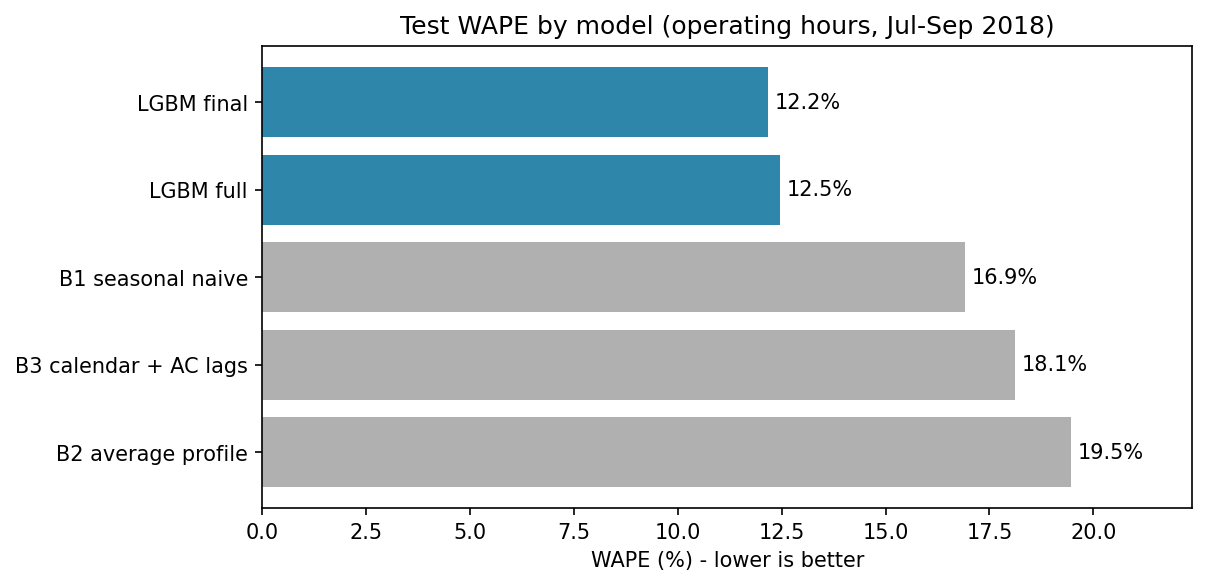 Test WAPE by model (operating hours, Jul-Sep 2018)
LGBM final 12.2%
LGBM full 12.5%
B1 seasonal naive 16.9%
B3 calendar + AC lags 18.1%
B2 average profile 19.5%
0.0 2.5 5.0 7.5 10.0 12.5 15.0 17.5 20.0
WAPE (%) - lower is better